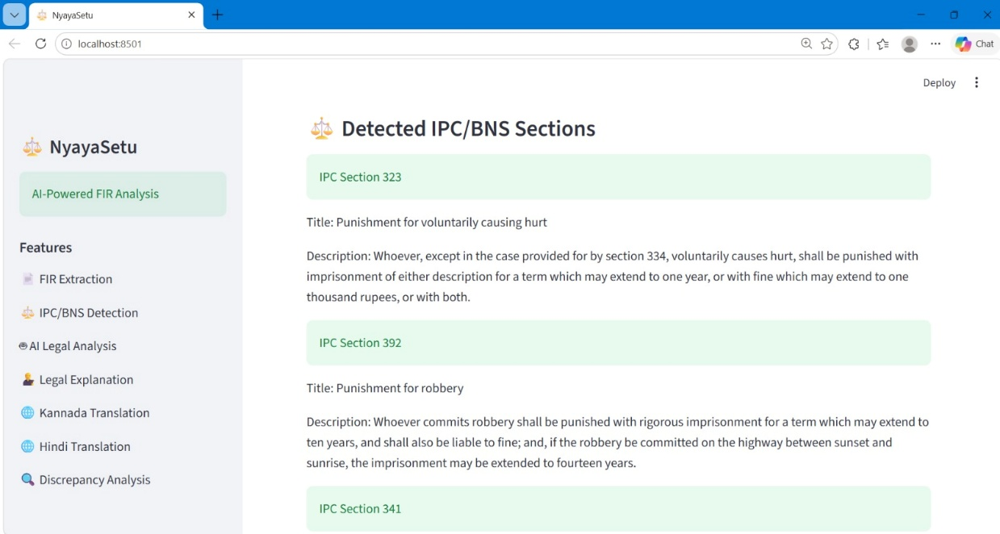 NyayaSetu
localhost:8501
Chat
Deploy
NyayaSetu
AI-Powered FIR Analysis
Features
FIR Extraction
IPC/BNS Detection
AI Legal Analysis
Legal Explanation
Kannada Translation
Hindi Translation
Discrepancy Analysis
Detected IPC/BNS Sections
IPC Section 323
Title: Punishment for voluntarily causing hurt
Description: Whoever, except in the case provided for by section 334, voluntarily causes hurt, shall be punished with
imprisonment of either description for a term which may extend to one year, or with fine which may extend to one
thousand rupees, or with both.
IPC Section 392
Title: Punishment for robbery
Description: Whoever commits robbery shall be punished with rigorous imprisonment for a term which may extend to
ten years, and shall also be liable to fine; and, if the robbery be committed on the highway between sunset and
sunrise, the imprisonment may be extended to fourteen years.
IPC Section 341